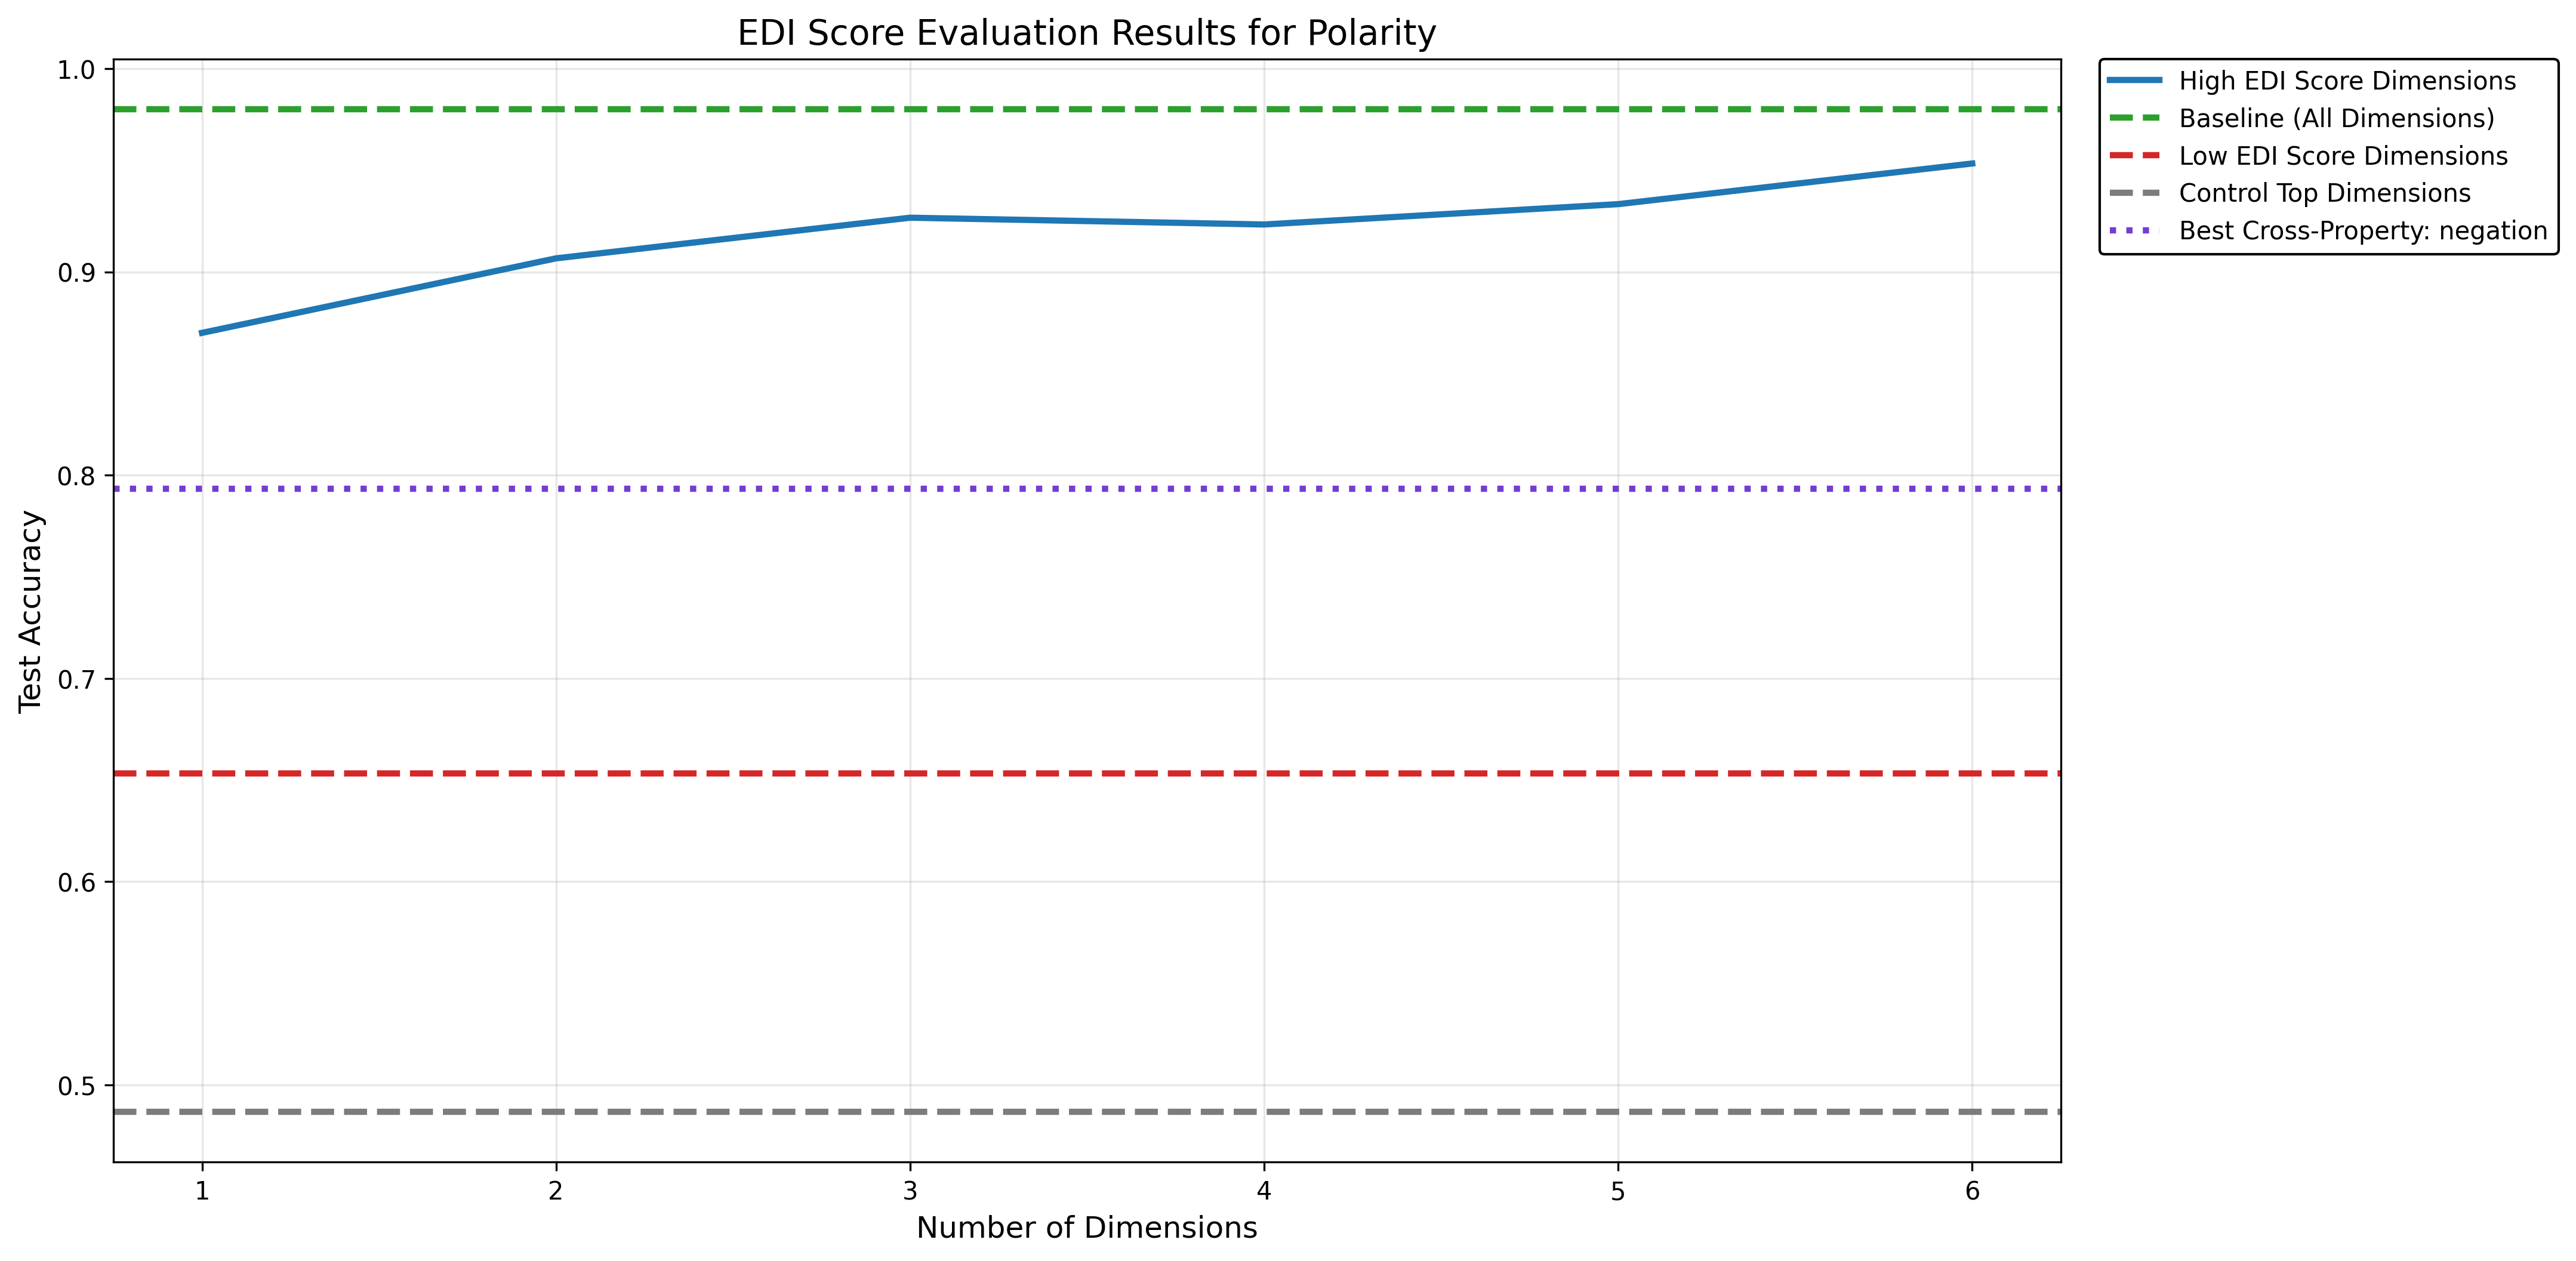 EDI Score Evaluation Results for Polarity
1.0
0.9
0.8
0.7
0.6
0.5
Test Accuracy
1 2 3 4 5 6
Number of Dimensions
High EDI Score Dimensions
Baseline (All Dimensions)
Low EDI Score Dimensions
Control Top Dimensions
Best Cross-Property: negation